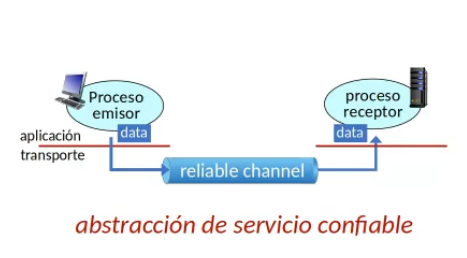 Proceso
emisor
data
proceso
receptor
data
aplicación
transporte
reliable channel
abstracción de servicio confiable